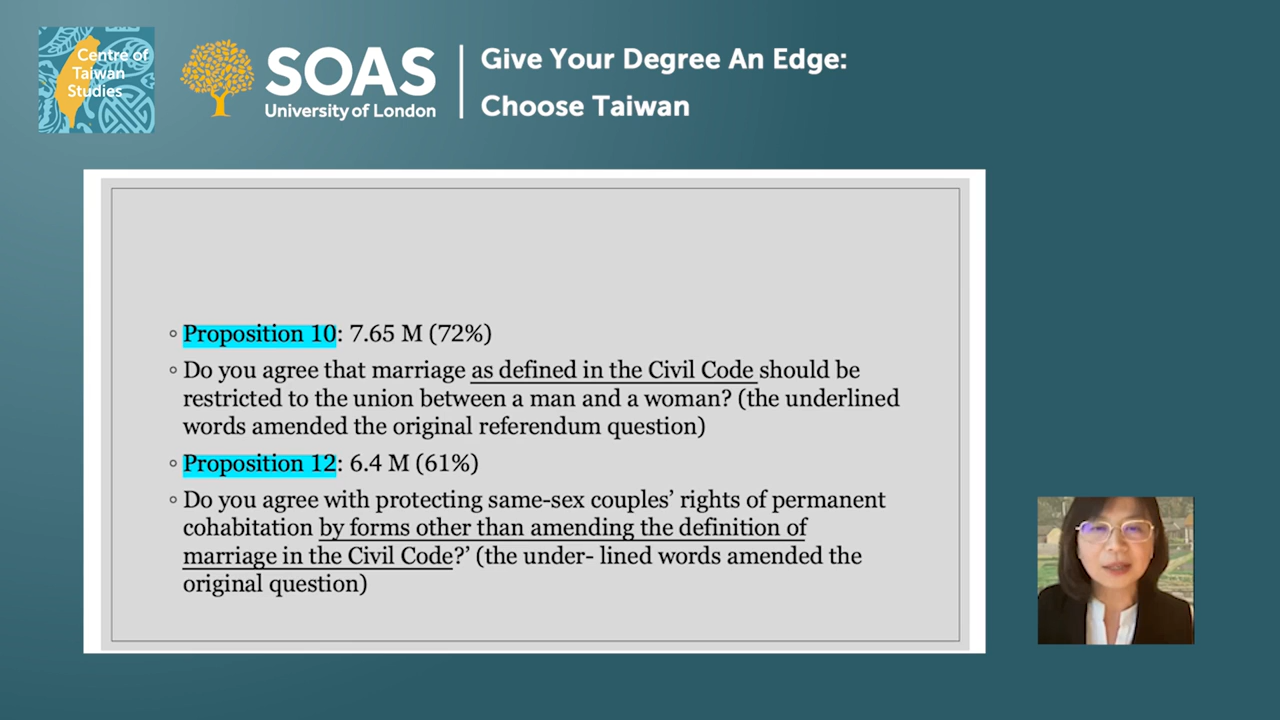 Centre of
Taiwan
Studies
SOAS
University of London
Give Your Degree An Edge:
Choose Taiwan
◦ Proposition 10: 7.65 M (72%)
◦ Do you agree that marriage as defined in the Civil Code should be
restricted to the union between a man and a woman? (the underlined
words amended the original referendum question)
◦ Proposition 12: 6.4 M (61%)
◦ Do you agree with protecting same-sex couples’ rights of permanent
cohabitation by forms other than amending the definition of
marriage in the Civil Code?’ (the under- lined words amended the
original question)